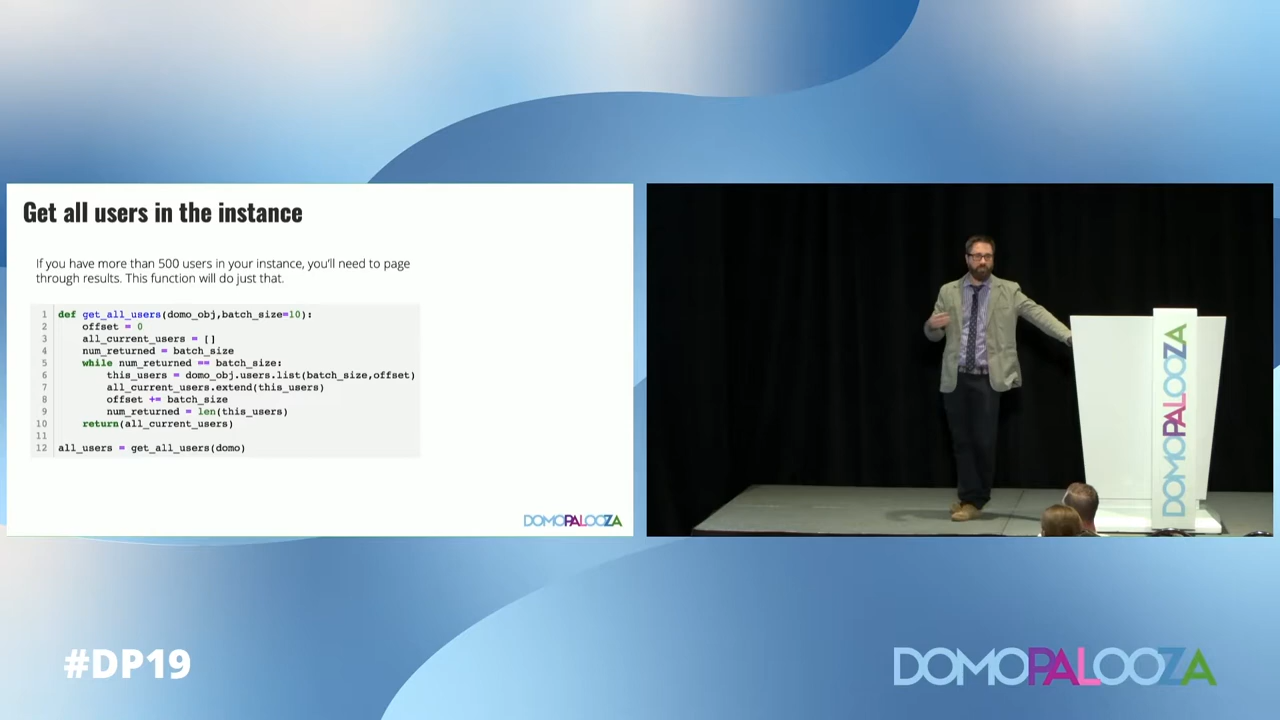 Get all users in the instance
If you have more than 500 users in your instance, you'll need to page
through results. This function will do just that.
1 def get_all_users(domo_obj,batch_size=10):
2     offset = 0
3     all_current_users = []
4     num_returned = batch_size
5     while num_returned == batch_size:
6         this_users = domo_obj.users.list(batch_size,offset)
7         all_current_users.extend(this_users)
8         offset += batch_size
9         num_returned = len(this_users)
10     return(all_current_users)
11
12 all_users = get_all_users(domo)
DOMOPALOOZA
DOMOPALOOZA
#DP19
DOMOPALOOZA